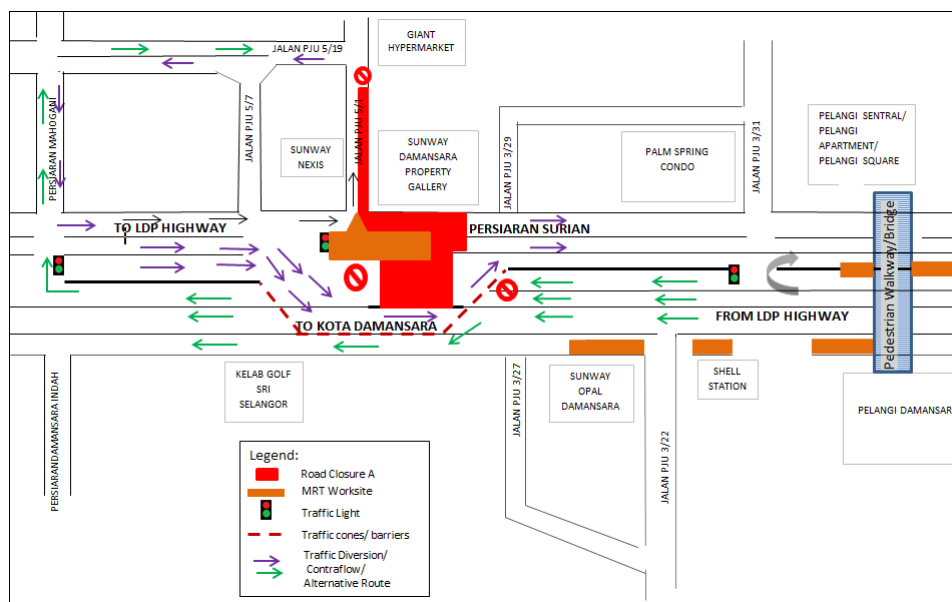 GIANT
HYPERMARKET
JALAN PJU 5/19
PERSIARAN MAHOGANI
JALAN PJU 5/7
SUNWAY
NEXIS
JALAN PJU 5/1
SUNWAY
DAMANSARA
PROPERTY
GALLERY
JALAN PJU 3/29
PALM SPRING
CONDO
JALAN PJU 3/31
PELANGI SENTRAL/
PELANGI
APARTMENT/
PELANGI SQUARE
TO LDP HIGHWAY
PERSIARAN SURIAN
Pedestrian Walkway/Bridge
TO KOTA DAMANSARA
FROM LDP HIGHWAY
KELAB GOLF
SRI
SELANGOR
JALAN PJU 3/27
SUNWAY
OPAL
DAMANSARA
JALAN PJU 3/22
SHELL
STATION
PELANGI DAMANSAR
PERSIARANDAMANSARA INDAH
Legend:
Road Closure A
MRT Worksite
Traffic Light
Traffic cones/ barriers
Traffic Diversion/
Contraflow/
Alternative Route